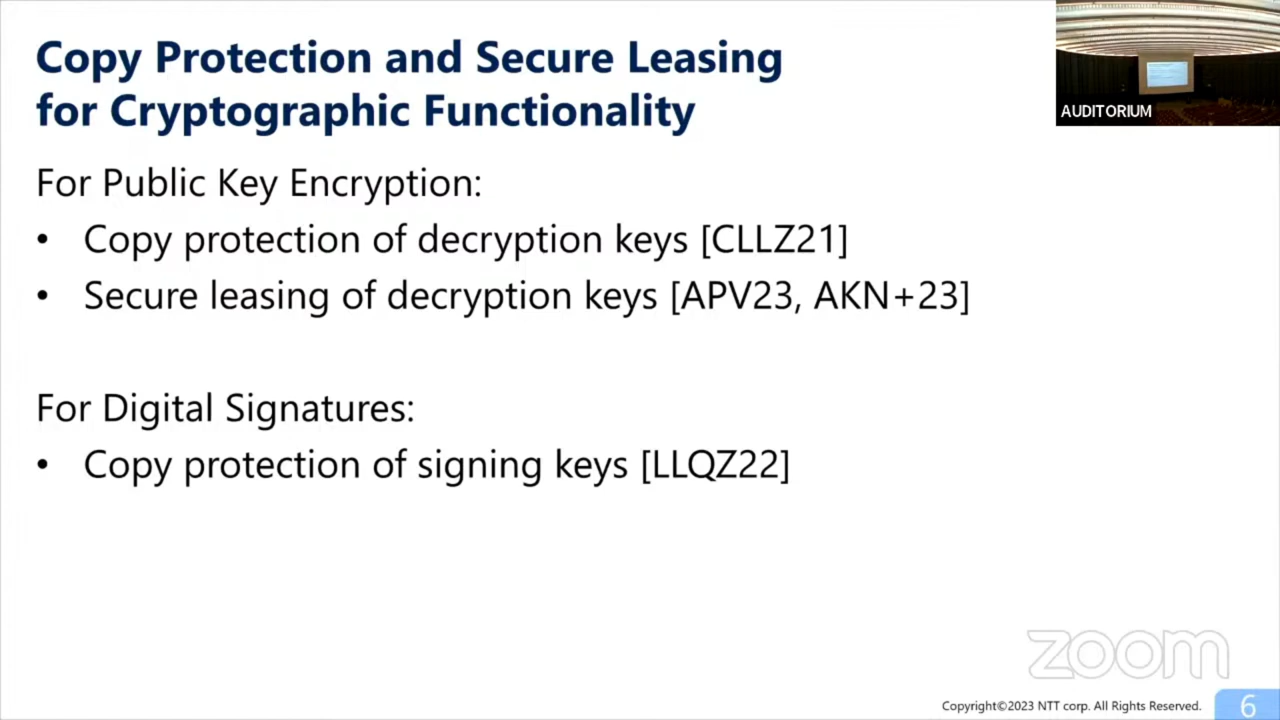 Copy Protection and Secure Leasing
for Cryptographic Functionality
AUDITORIUM
For Public Key Encryption:
• Copy protection of decryption keys [CLLZ21]
• Secure leasing of decryption keys [APV23, AKN+23]
For Digital Signatures:
• Copy protection of signing keys [LLQZ22]
zoom
Copyright©2023 NTT corp. All Rights Reserved.
6